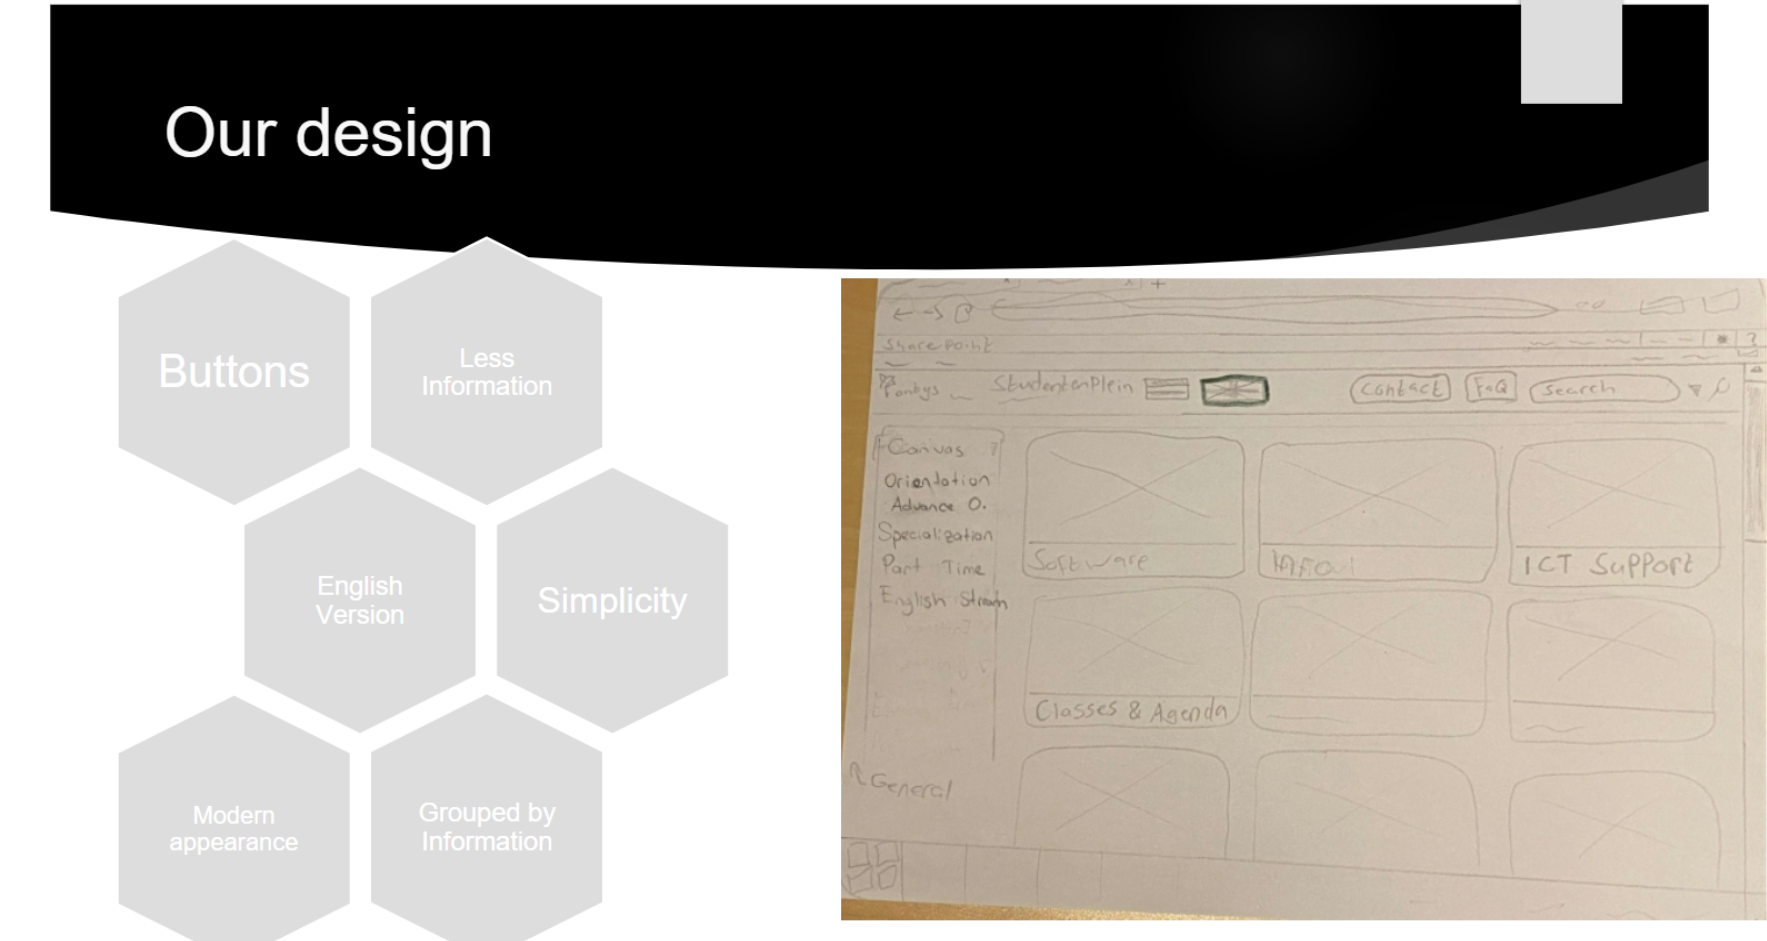 Our design
Buttons
Less
Information
English
Version
Simplicity
Modern
appearance
Grouped by
Information
SharePoint
Fontys StudentenPlein Contact FaQ Search
Canvas
Orientation
Advance O.
Specialization
Part Time
English Stream
General
Software
ICT Support
Classes & Agenda